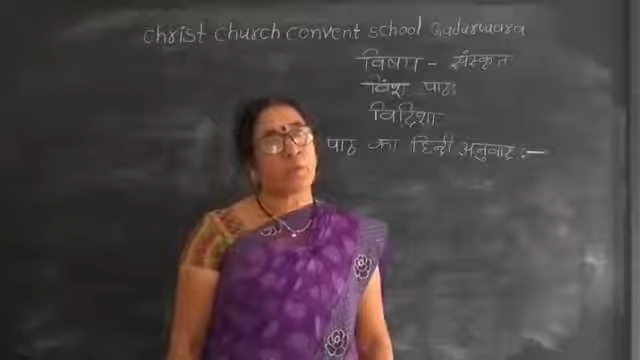 christ church convent school Gadarwara
विषय - संस्कृत
विंश पाठः
विदिशा
पाठ का हिन्दी अनुवाद :-